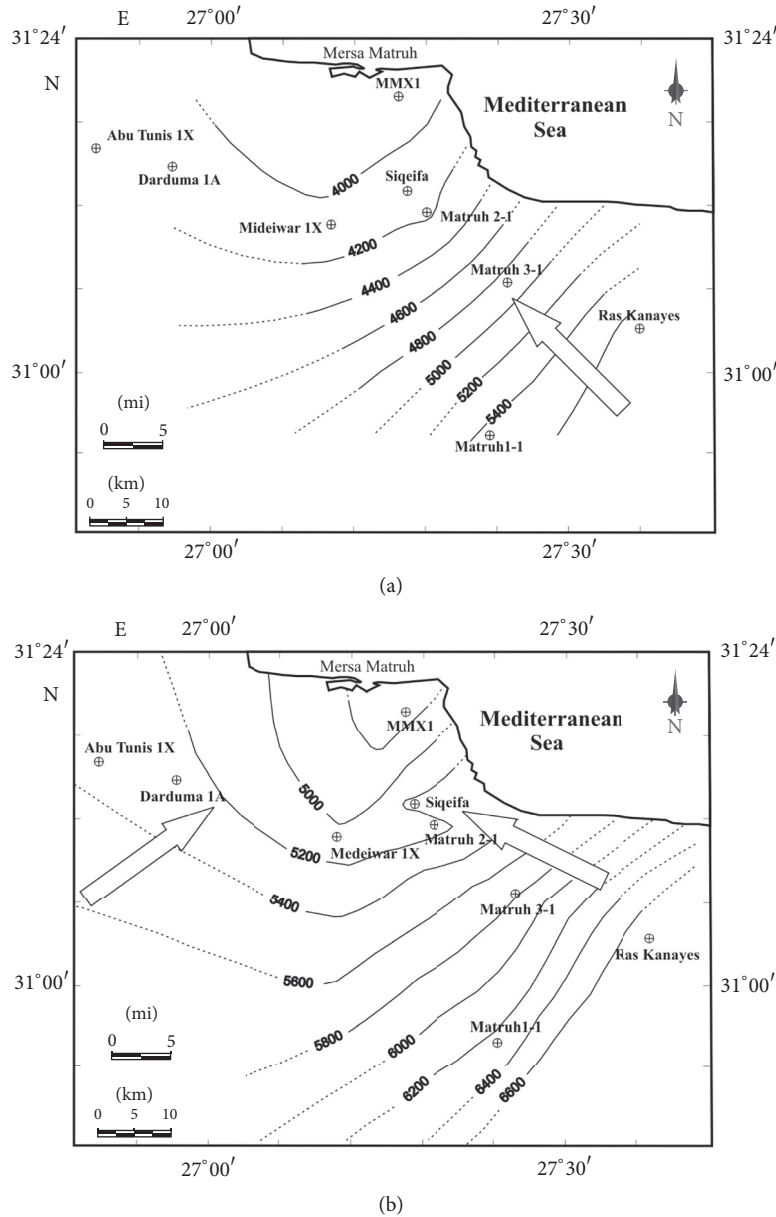 E 27°00′ 27°30′
31°24′ 31°24′
Mersa Matruh
N
MMX1
Mediterranean
Sea
N
Abu Tunis 1X
Darduma 1A
4000
Siqeifa
Mideiwar 1X
Matruh 2-1
4200
4400
Matruh 3-1
4600
Ras Kanayes
4800
31°00′ 31°00′
5000
5200
5400
(mi)
0 5
Matruh1-1
(km)
0 5 10
27°00′ 27°30′
(a)
E 27°00′ 27°30′
31°24′ 31°24′
Mersa Matruh
N
MMX1
Mediterranean
Sea
N
Abu Tunis 1X
Darduma 1A
5000
Siqeifa
Matruh 2-1
5200
Medeiwar 1X
5400
Matruh 3-1
Ras Kanayes
5600
31°00′ 31°00′
(mi)
0 5
5800
6000
Matruh1-1
6200
6400
6600
(km)
0 5 10
27°00′ 27°30′
(b)